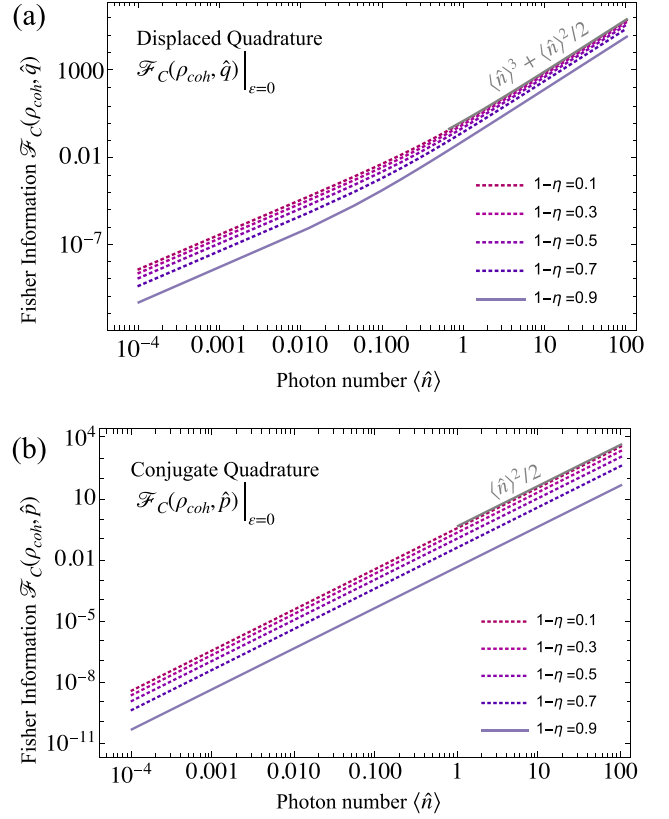 (a)
Displaced Quadrature
ℱ_C(ρ_coh, q̂)|_ε=0
⟨n̂⟩³ + ⟨n̂⟩²/2
Fisher Information ℱ_C(ρ_coh, q̂)
1000
0.01
10⁻⁷
1−η =0.1
1−η =0.3
1−η =0.5
1−η =0.7
1−η =0.9
10⁻⁴ 0.001 0.010 0.100 1 10 100
Photon number ⟨n̂⟩
(b)
Conjugate Quadrature
ℱ_C(ρ_coh, p̂)|_ε=0
⟨n̂⟩²/2
Fisher Information ℱ_C(ρ_coh, p̂)
10⁴
10
0.01
10⁻⁵
10⁻⁸
10⁻¹¹
1−η =0.1
1−η =0.3
1−η =0.5
1−η =0.7
1−η =0.9
10⁻⁴ 0.001 0.010 0.100 1 10 100
Photon number ⟨n̂⟩